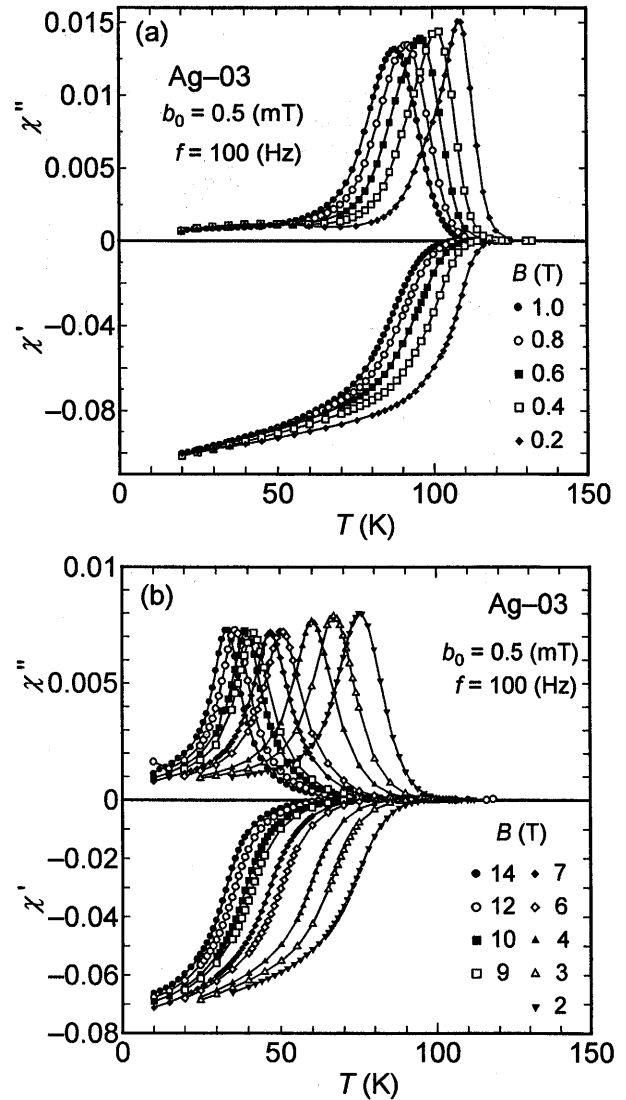 (a)
0.015
0.01
0.005
0
−0.04
−0.08
χ''
χ'
Ag–03
b₀ = 0.5 (mT)
f = 100 (Hz)
B (T)
● 1.0
○ 0.8
■ 0.6
□ 0.4
◆ 0.2
0 50 100 150
T (K)
(b)
0.01
0.005
0
−0.02
−0.04
−0.06
−0.08
χ''
χ'
Ag–03
b₀ = 0.5 (mT)
f = 100 (Hz)
B (T)
● 14 ◆ 7
○ 12 ◇ 6
■ 10 ▲ 4
□ 9 △ 3
▼ 2
0 50 100 150
T (K)